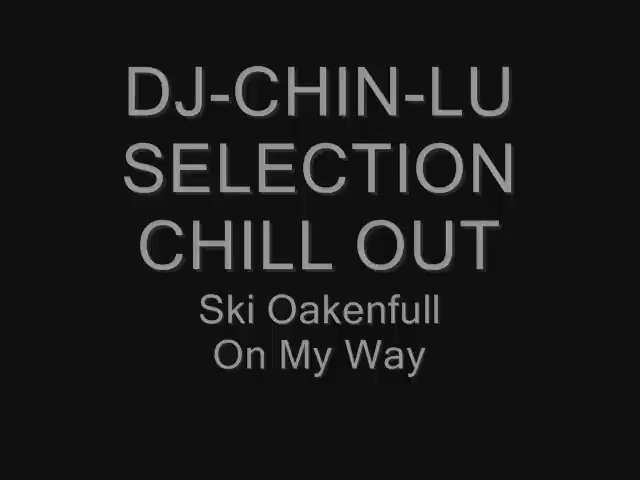 DJ-CHIN-LU
SELECTION
CHILL OUT
Ski Oakenfull
On My Way